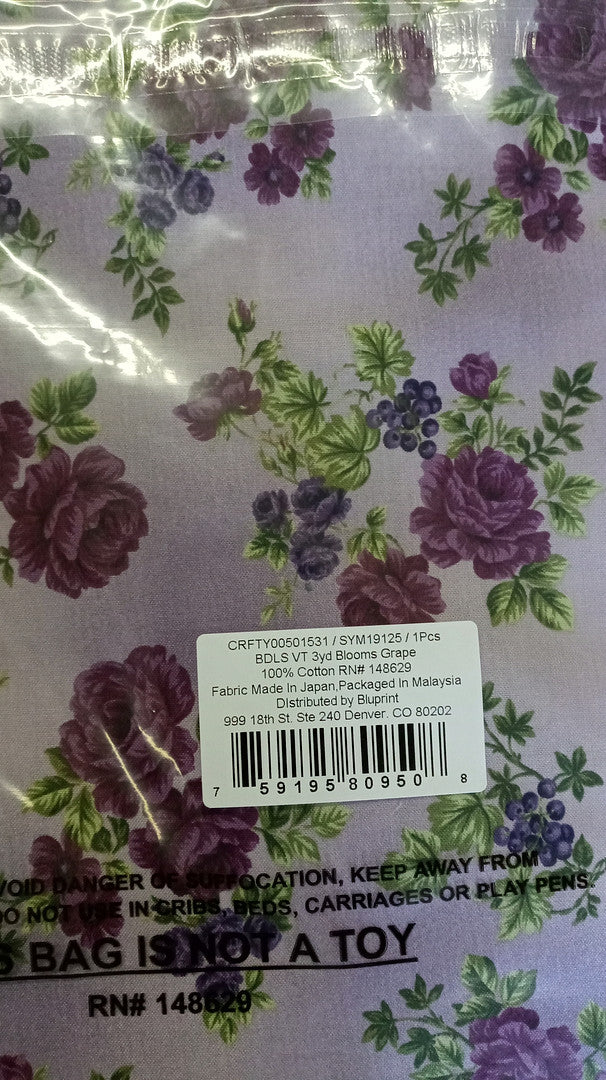 CRFTY00501531 / SYM19125 / 1Pcs
BDLS VT 3yd Blooms Grape
100% Cotton RN# 148629
Fabric Made In Japan,Packaged In Malaysia
DIstributed by Bluprint
999 18th St. Ste 240 Denver. CO 80202
7 59195 80950 8
VOID DANGER OF SUFFOCATION, KEEP AWAY FROM
DO NOT USE IN CRIBS, BEDS, CARRIAGES OR PLAY PENS.
S BAG IS NOT A TOY
RN# 148629